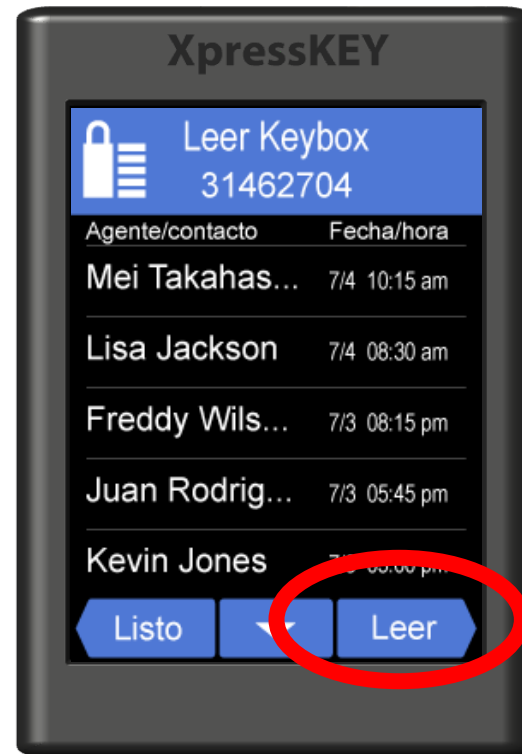 XpressKEY
Leer Keybox
31462704
Agente/contacto Fecha/hora
Mei Takahas... 7/4 10:15 am
Lisa Jackson 7/4 08:30 am
Freddy Wils... 7/3 08:15 pm
Juan Rodrig... 7/3 05:45 pm
Kevin Jones
Listo Leer